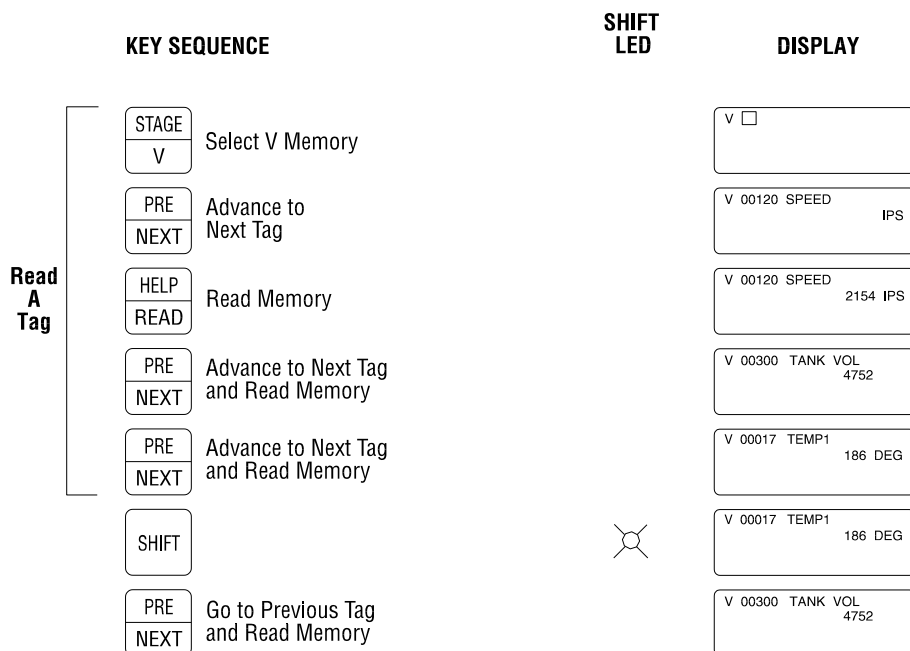 KEY SEQUENCE
SHIFT
LED
DISPLAY
Read
A
Tag
STAGE
V
Select V Memory
V
PRE
NEXT
Advance to
Next Tag
V 00120 SPEED
IPS
HELP
READ
Read Memory
V 00120 SPEED
2154 IPS
PRE
NEXT
Advance to Next Tag
and Read Memory
V 00300 TANK VOL
4752
PRE
NEXT
Advance to Next Tag
and Read Memory
V 00017 TEMP1
186 DEG
SHIFT
V 00017 TEMP1
186 DEG
PRE
NEXT
Go to Previous Tag
and Read Memory
V 00300 TANK VOL
4752